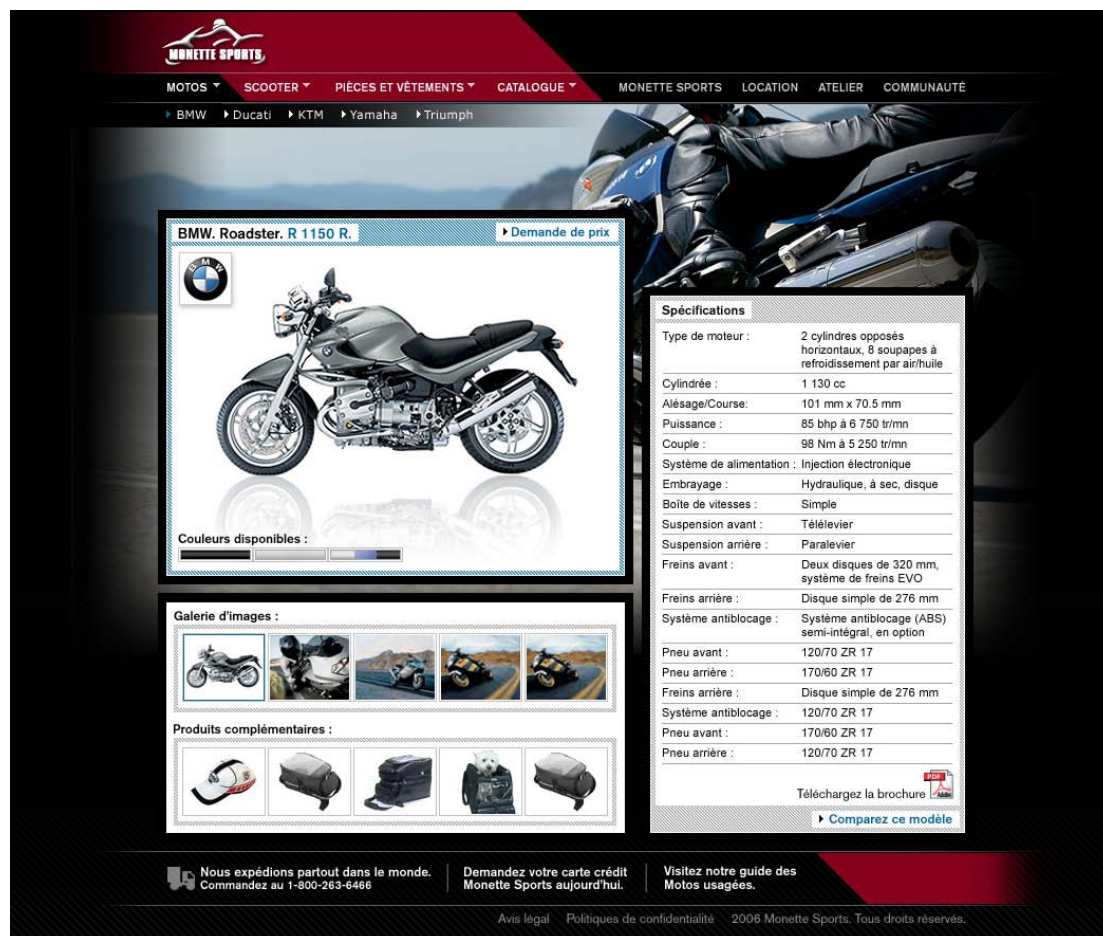 MONETTE SPORTS
MOTOS SCOOTER PIÈCES ET VÊTEMENTS CATALOGUE MONETTE SPORTS LOCATION ATELIER COMMUNAUTÉ
BMW Ducati KTM Yamaha Triumph
BMW. Roadster. R 1150 R.
Demande de prix
BMW
Couleurs disponibles :
Galerie d'images :
Produits complémentaires :
Spécifications
Type de moteur : 2 cylindres opposés
horizontaux, 8 soupapes à
refroidissement par air/huile
Cylindrée : 1 130 cc
Alésage/Course: 101 mm x 70.5 mm
Puissance : 85 bhp à 6 750 tr/mn
Couple : 98 Nm à 5 250 tr/mn
Système de alimentation : Injection électronique
Embrayage : Hydraulique, à sec, disque
Boîte de vitesses : Simple
Suspension avant : Télélevier
Suspension arrière : Paralevier
Freins avant : Deux disques de 320 mm,
système de freins EVO
Freins arrière : Disque simple de 276 mm
Système antiblocage : Système antiblocage (ABS)
semi-intégral, en option
Pneu avant : 120/70 ZR 17
Pneu arrière : 170/60 ZR 17
Freins arrière : Disque simple de 276 mm
Système antiblocage : 120/70 ZR 17
Pneu avant : 170/60 ZR 17
Pneu arrière : 120/70 ZR 17
Téléchargez la brochure
PDF
Adobe
Comparez ce modèle
Nous expédions partout dans le monde.
Commandez au 1-800-263-6466
Demandez votre carte crédit
Monette Sports aujourd'hui.
Visitez notre guide des
Motos usagées.
Avis légal Politiques de confidentialité 2006 Monette Sports. Tous droits réservés.